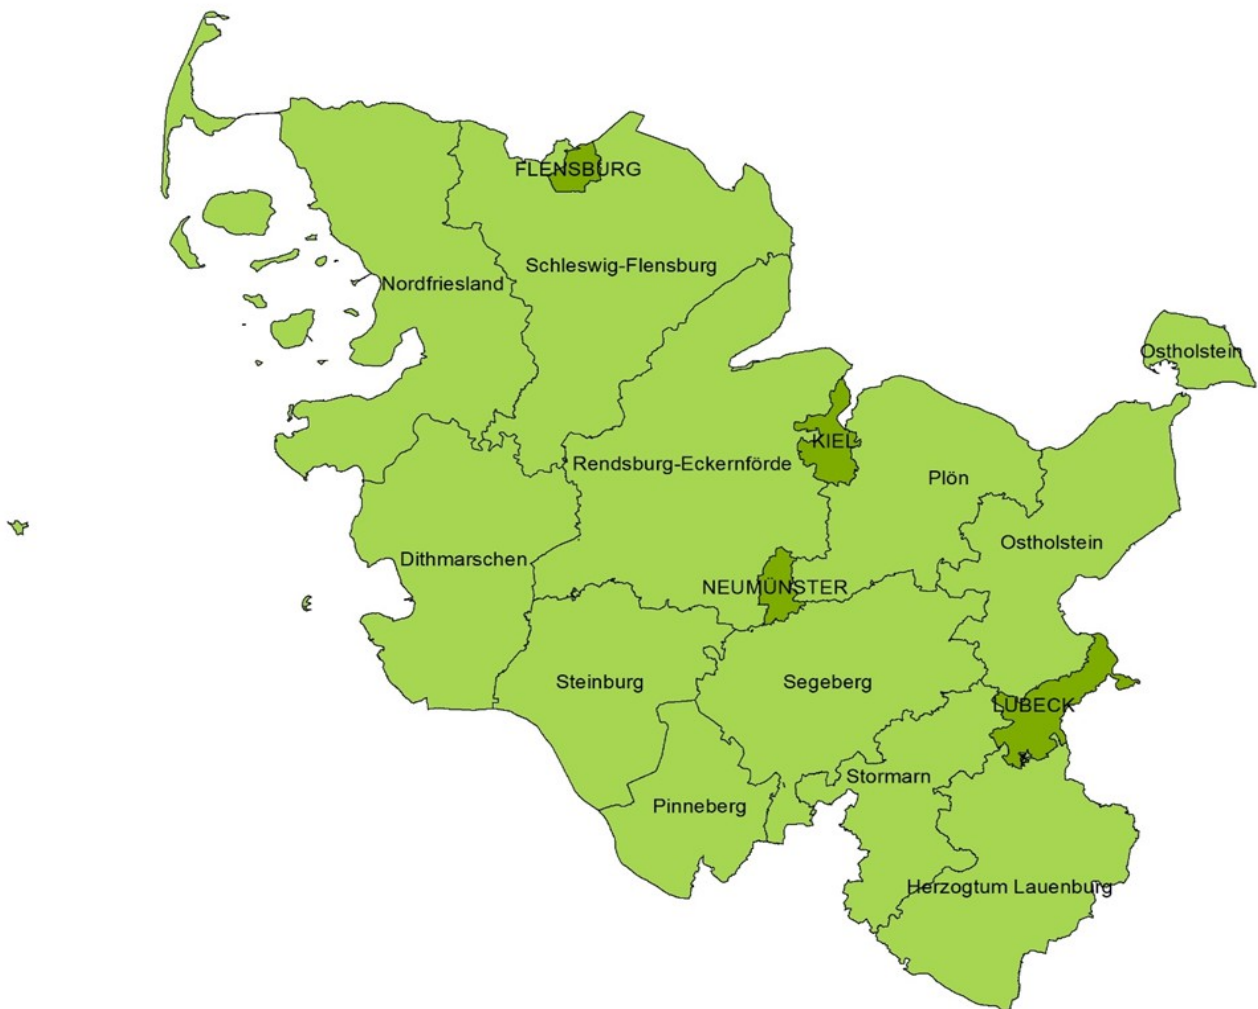 FLENSBURG
Schleswig-Flensburg
Nordfriesland
Ostholstein
KIEL
Rendsburg-Eckernförde
Plön
Ostholstein
Dithmarschen
NEUMÜNSTER
Steinburg
Segeberg
LÜBECK
Stormarn
Pinneberg
Herzogtum Lauenburg